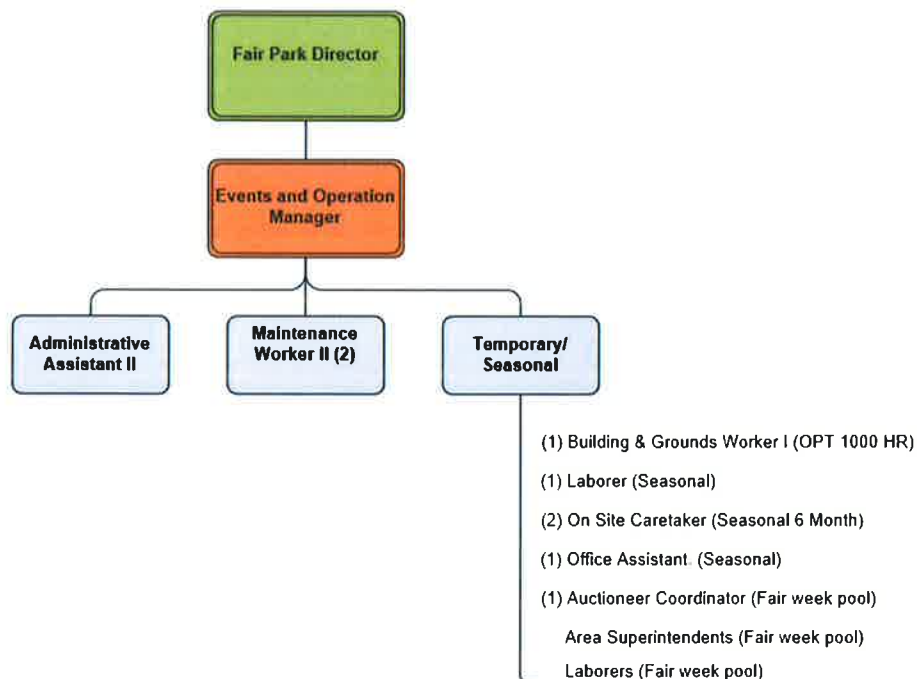 Fair Park Director
Events and Operation
Manager
Administrative
Assistant II
Maintenance
Worker II (2)
Temporary/
Seasonal
(1) Building & Grounds Worker I (OPT 1000 HR)
(1) Laborer (Seasonal)
(2) On Site Caretaker (Seasonal 6 Month)
(1) Office Assistant. (Seasonal)
(1) Auctioneer Coordinator (Fair week pool)
Area Superintendents (Fair week pool)
Laborers (Fair week pool)